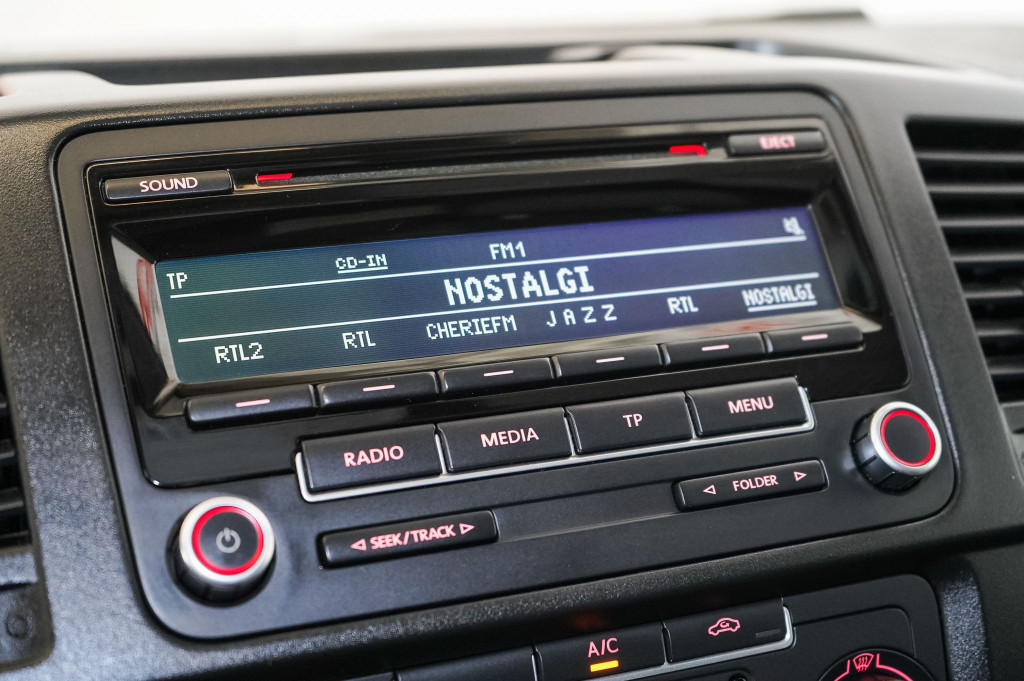 SOUND EJECT
TP CD-IN FM1
NOSTALGI
RTL2 RTL CHERIEFM JAZZ RTL NOSTALGI
RADIO MEDIA TP MENU
SEEK/TRACK FOLDER
A/C